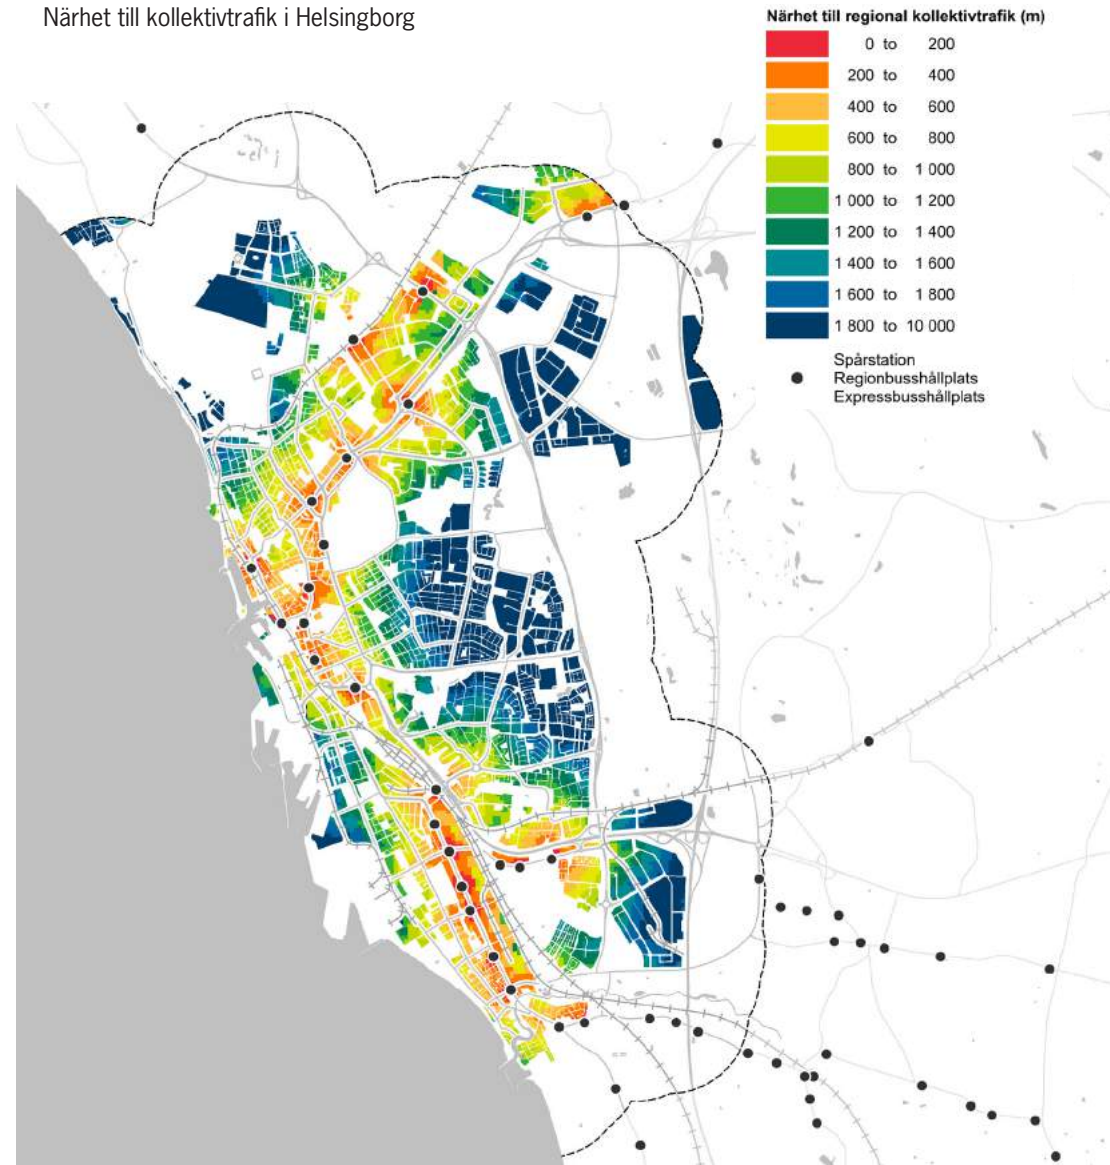 Närhet till kollektivtrafik i Helsingborg
Närhet till regional kollektivtrafik (m)
0 to 200
200 to 400
400 to 600
600 to 800
800 to 1 000
1 000 to 1 200
1 200 to 1 400
1 400 to 1 600
1 600 to 1 800
1 800 to 10 000
Spårstation
Regionbusshållplats
Expressbusshållplats